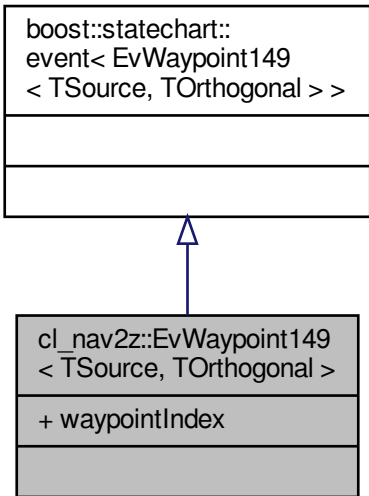 boost::statechart::
event< EvWaypoint149
< TSource, TOrthogonal > >
cl_nav2z::EvWaypoint149
< TSource, TOrthogonal >
+ waypointIndex